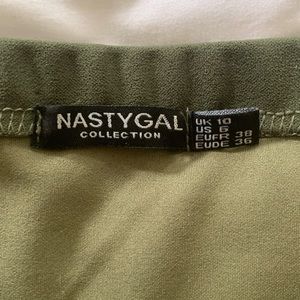 NASTYGAL
COLLECTION
UK 10
US 6
EUFR 38
EUDE 36